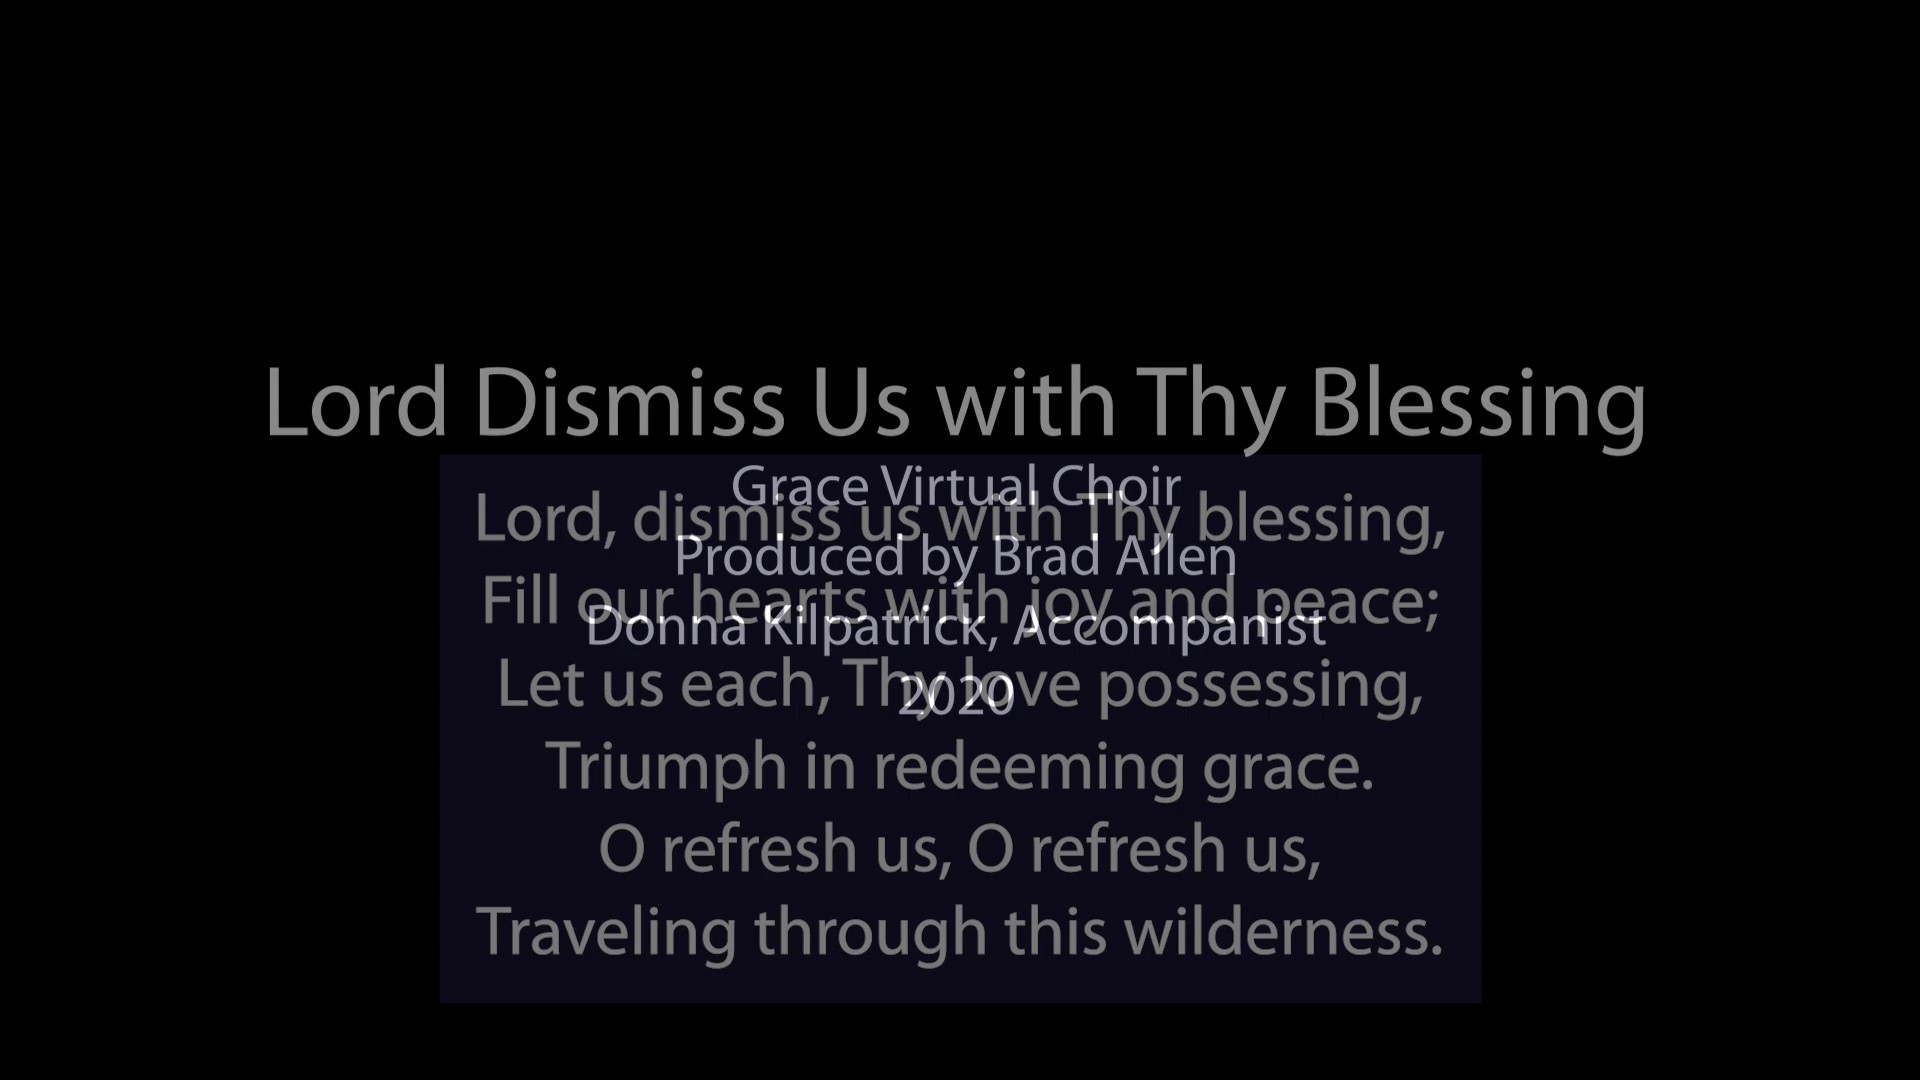 Lord Dismiss Us with Thy Blessing
Grace Virtual Choir
Lord, dismiss us with Thy blessing,
Produced by Brad Allen
Fill our hearts with joy and peace;
Donna Kilpatrick, Accompanist
Let us each, Thy love possessing,
2020
Triumph in redeeming grace.
O refresh us, O refresh us,
Traveling through this wilderness.